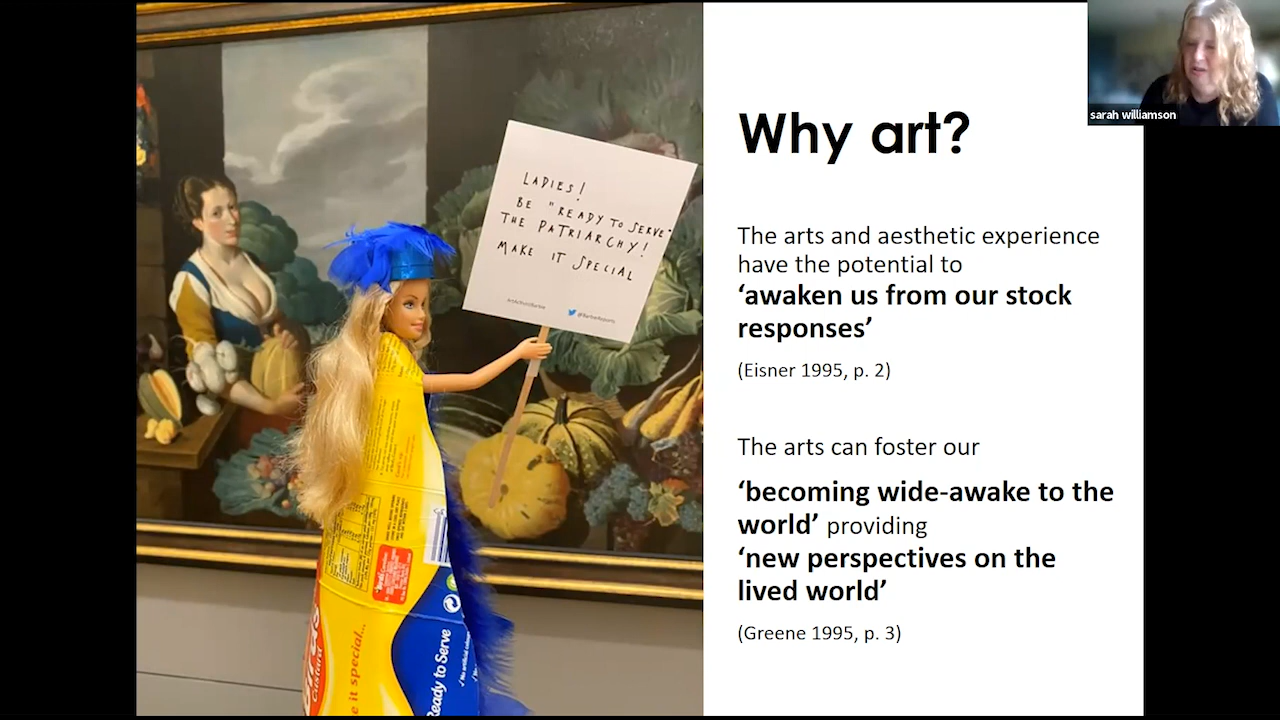 Why art?
The arts and aesthetic experience
have the potential to
‘awaken us from our stock
responses’
(Eisner 1995, p. 2)
The arts can foster our
‘becoming wide-awake to the
world’ providing
‘new perspectives on the
lived world’
(Greene 1995, p. 3)
LADIES!
BE "READY TO SERVE"
THE PATRIARCHY!
MAKE IT SPECIAL
ArtActivistBarbie
@BarbieReports
Custard
e it special...
Ready to Serve
sarah williamson